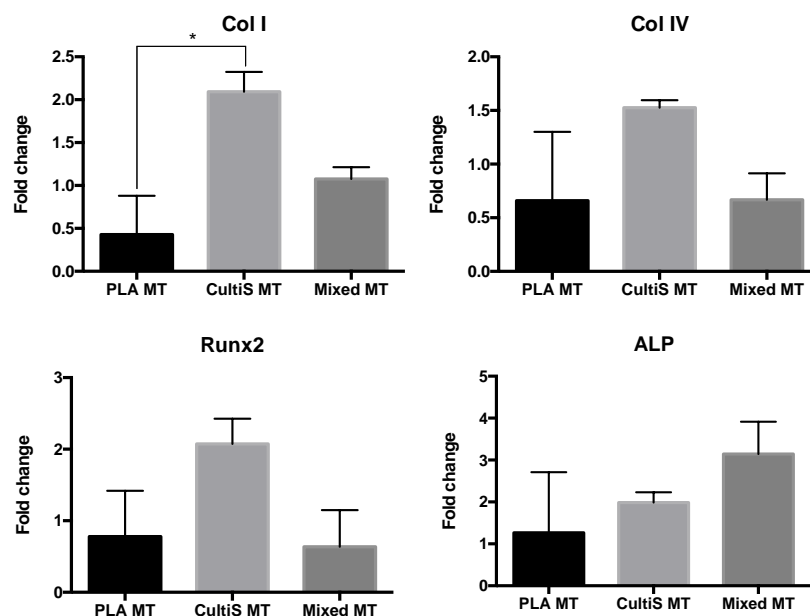 Col I
*
2.5
2.0
1.5
1.0
0.5
0.0
Fold change
PLA MT CultiS MT Mixed MT
Col IV
2.0
1.5
1.0
0.5
0.0
Fold change
PLA MT CultiS MT Mixed MT
Runx2
3
2
1
0
Fold change
PLA MT CultiS MT Mixed MT
ALP
5
4
3
2
1
0
Fold change
PLA MT CultiS MT Mixed MT